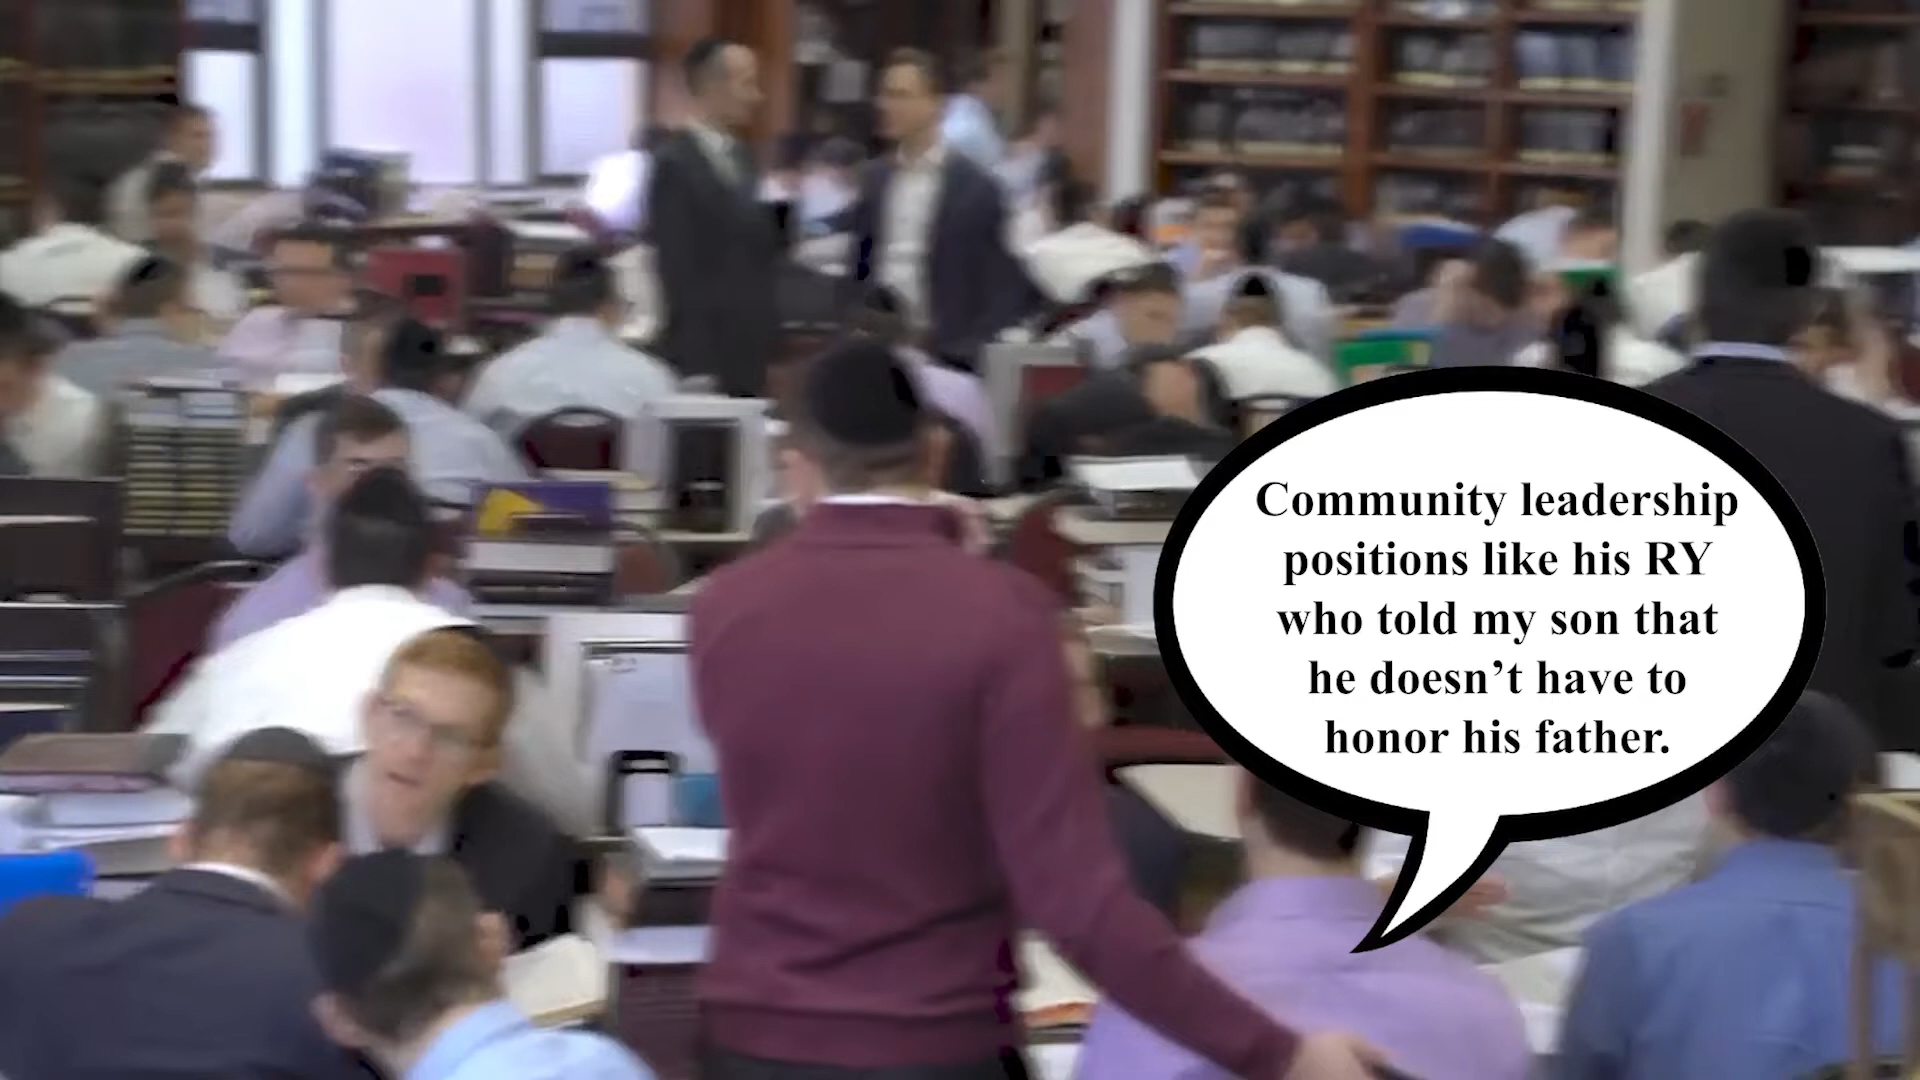 Community leadership
positions like his RY
who told my son that
he doesn’t have to
honor his father.